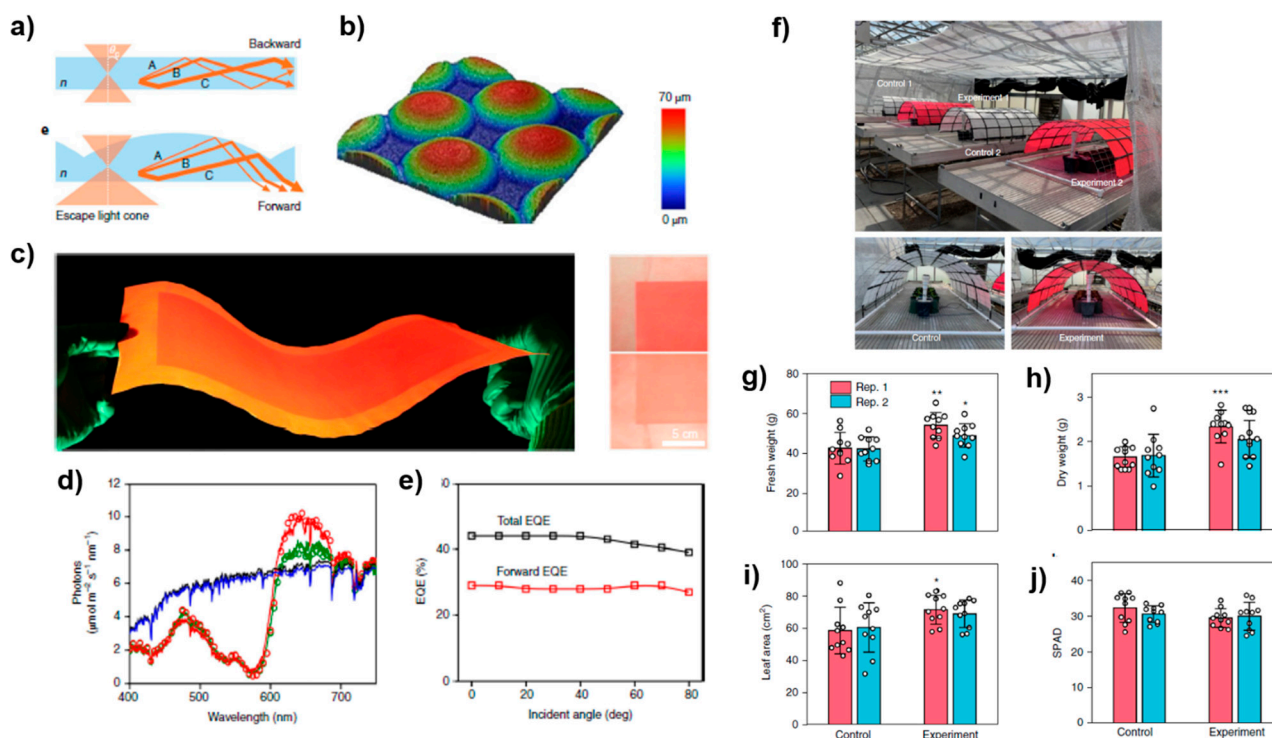 a)
θc
Backward
A
B
C
n
e
A
B
C
n
Escape light cone
Forward
b)
70 μm
0 μm
c)
5 cm
d)
12
10
8
6
4
2
0
Photons
(μmol m⁻² s⁻¹ nm⁻¹)
400 500 600 700
Wavelength (nm)
e)
60
40
20
0
EQE (%)
Total EQE
Forward EQE
0 20 40 60 80
Incident angle (deg)
f)
Control 1
Experiment 1
Control 2
Experiment 2
Control
Experiment
g)
80
60
40
20
0
Fresh weight (g)
Rep. 1
Rep. 2
**
*
h)
3
2
1
0
Dry weight (g)
***
i)
100
80
60
40
20
0
Leaf area (cm²)
*
Control Experiment
j)
40
30
20
10
0
SPAD
Control Experiment